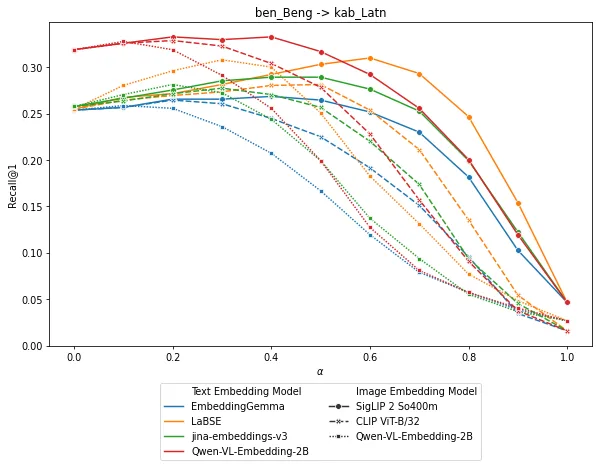 ben_Beng -> kab_Latn
Recall@1
0.30
0.25
0.20
0.15
0.10
0.05
0.00
0.0 0.2 0.4 0.6 0.8 1.0
α
Text Embedding Model Image Embedding Model
EmbeddingGemma SigLIP 2 So400m
LaBSE CLIP ViT-B/32
jina-embeddings-v3 Qwen-VL-Embedding-2B
Qwen-VL-Embedding-2B